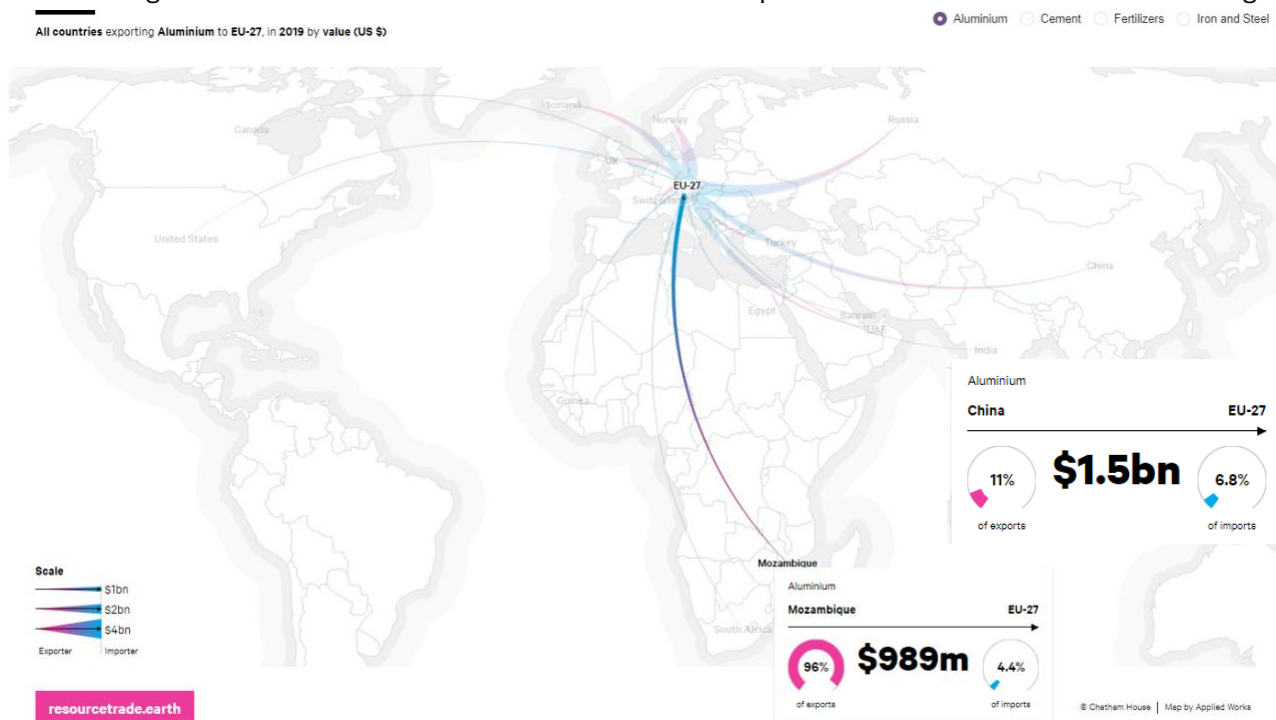 All countries exporting Aluminium to EU-27, in 2019 by value (US $)
Aluminium Cement Fertilizers Iron and Steel
Canada
Iceland
Norway
Russia
UK
EU-27
Switzerland
United States
Turkey
China
Egypt
Bahrain
UAE
India
Guinea
Aluminium
China EU-27
11% $1.5bn 6.8%
of exports of imports
Mozambique
Aluminium
Mozambique EU-27
96% $989m 4.4%
of exports of imports
South Africa
Scale
$1bn
$2bn
$4bn
Exporter Importer
resourcetrade.earth
© Chatham House | Map by Applied Works